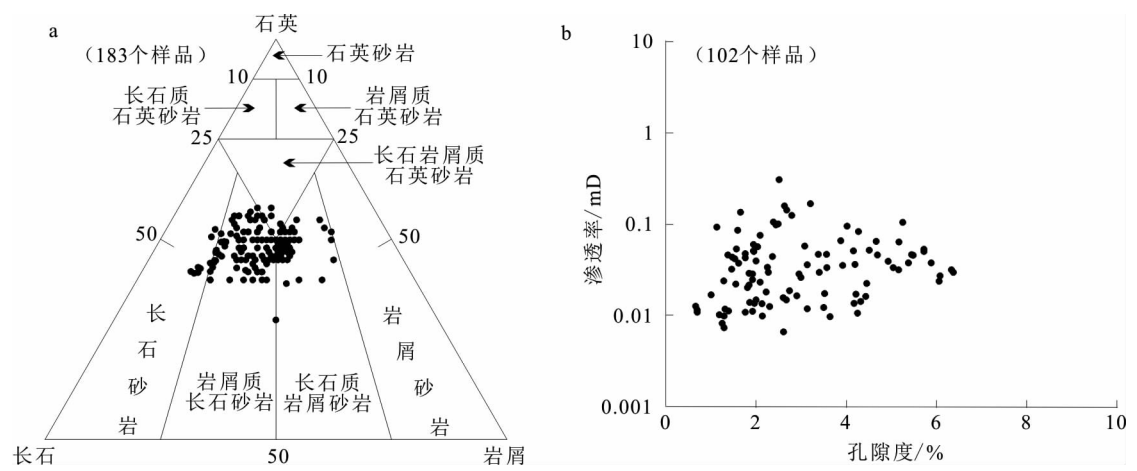 a
石英
（183个样品）
石英砂岩
10
10
长石质
石英砂岩
岩屑质
石英砂岩
25
25
长石岩屑质
石英砂岩
50
50
长石砂岩
岩屑质
长石砂岩
长石质
岩屑砂岩
岩屑砂岩
长石
50
岩屑
b
（102个样品）
10
1
0.1
0.01
0.001
渗透率/mD
0
2
4
6
8
10
孔隙度/%